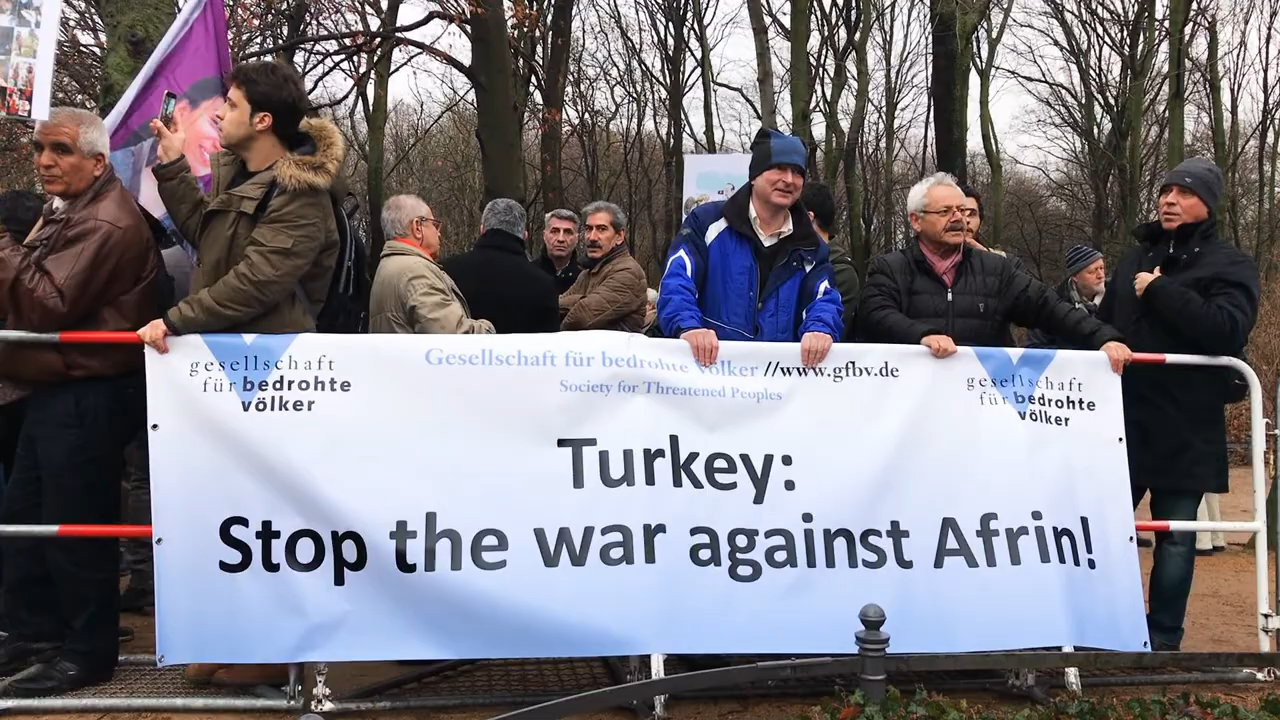 gesellschaft
für bedrohte
völker
Gesellschaft für bedrohte Völker //www.gfbv.de
Society for Threatened Peoples
gesellschaft
für bedrohte
völker
Turkey:
Stop the war against Afrin!